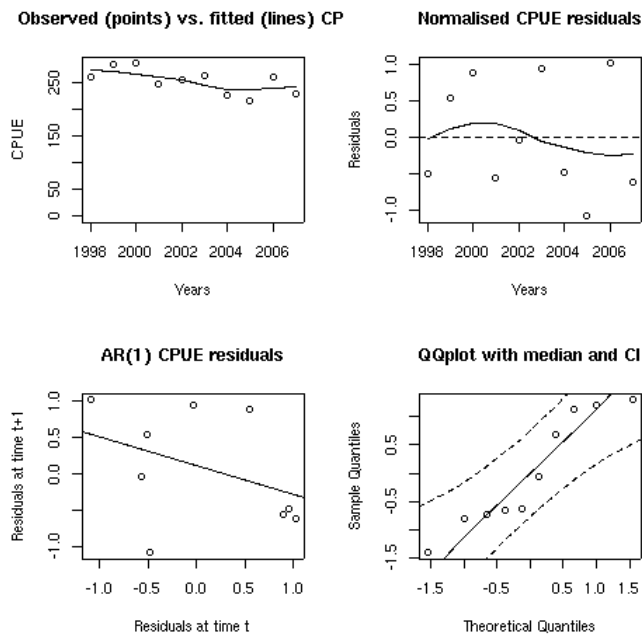 Observed (points) vs. fitted (lines) CP
CPUE
0 50 150 250
1998 2000 2002 2004 2006
Years
Normalised CPUE residuals
Residuals
-1.0 0.0 0.5 1.0
1998 2000 2002 2004 2006
Years
AR(1) CPUE residuals
Residuals at time t+1
-1.0 0.0 0.5 1.0
-1.0 -0.5 0.0 0.5 1.0
Residuals at time t
QQplot with median and CI
Sample Quantiles
-1.5 -0.5 0.5
-1.5 -0.5 0.5 1.0 1.5
Theoretical Quantiles